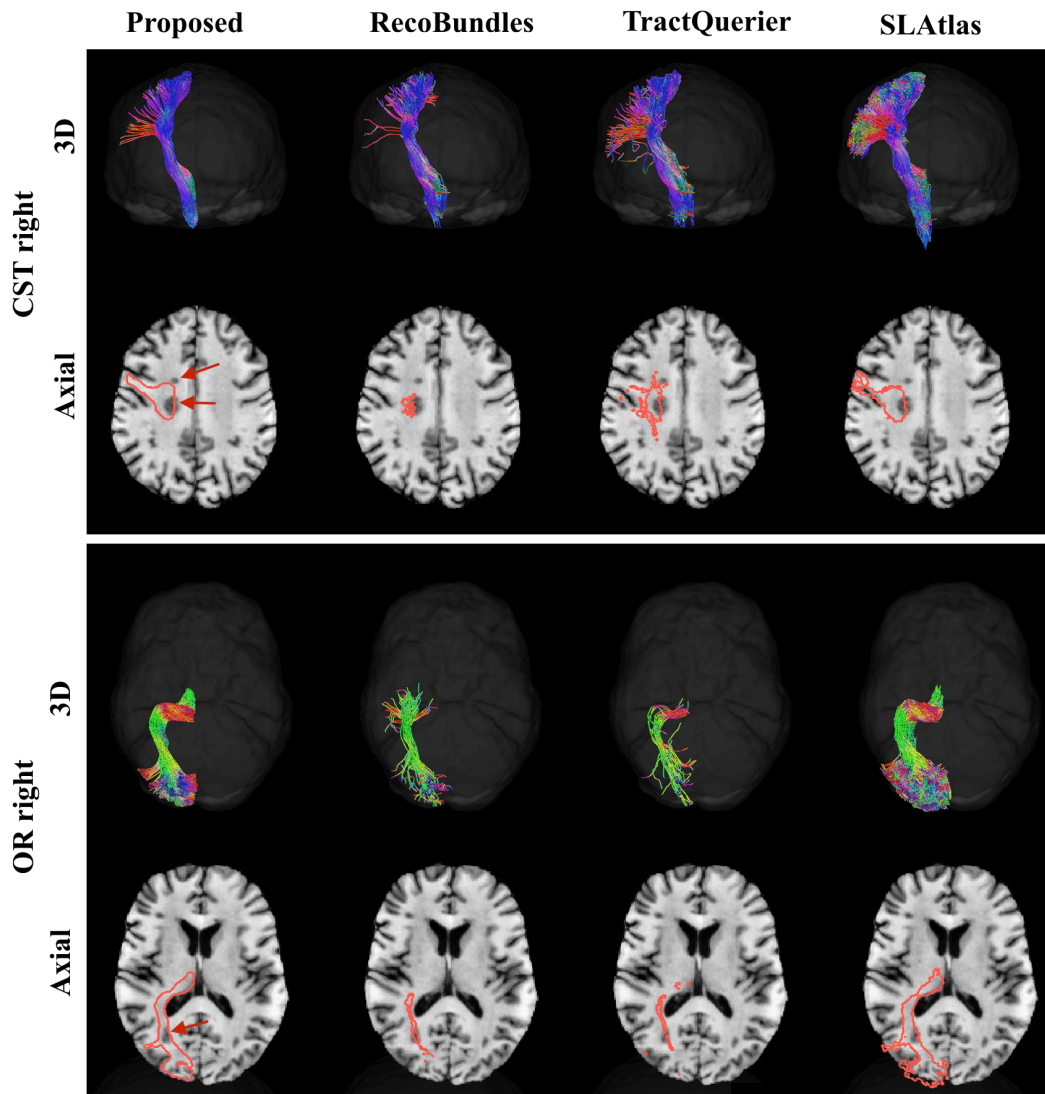 Proposed RecoBundles TractQuerier SLAtlas
CST right
3D
Axial
OR right
3D
Axial